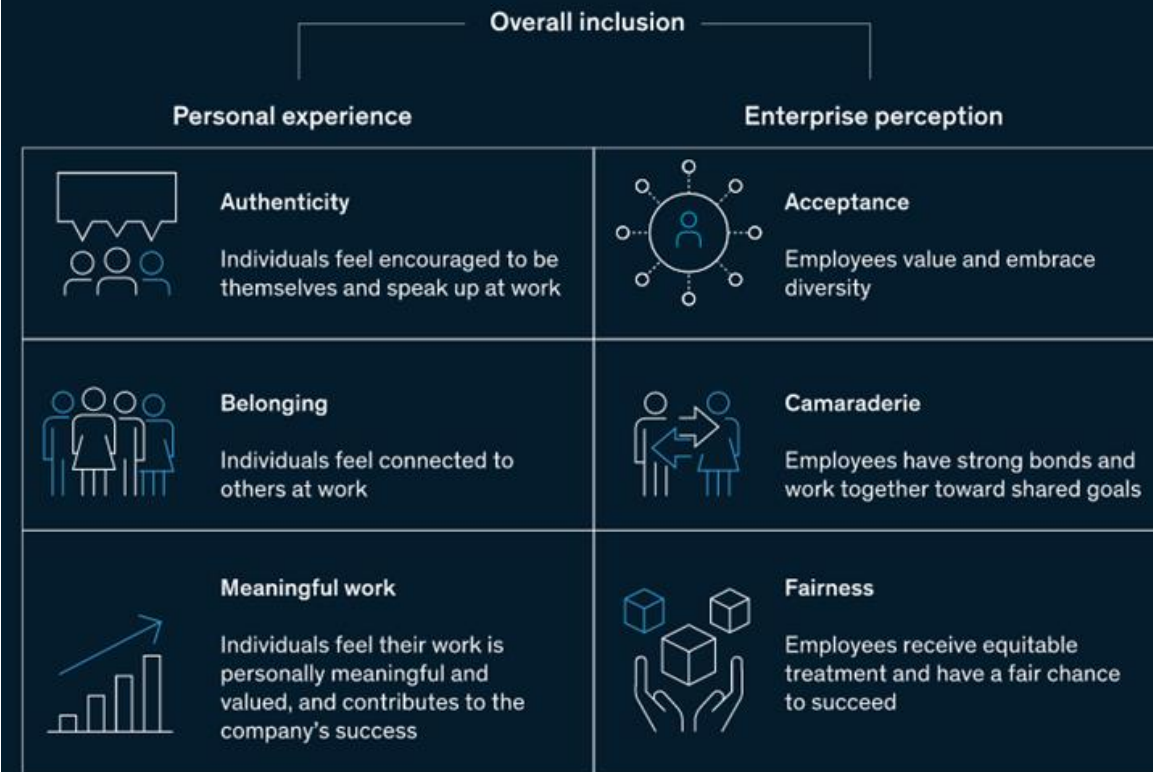 Overall inclusion
Personal experience
Enterprise perception
Authenticity
Individuals feel encouraged to be
themselves and speak up at work
Acceptance
Employees value and embrace
diversity
Belonging
Individuals feel connected to
others at work
Camaraderie
Employees have strong bonds and
work together toward shared goals
Meaningful work
Individuals feel their work is
personally meaningful and
valued, and contributes to the
company’s success
Fairness
Employees receive equitable
treatment and have a fair chance
to succeed